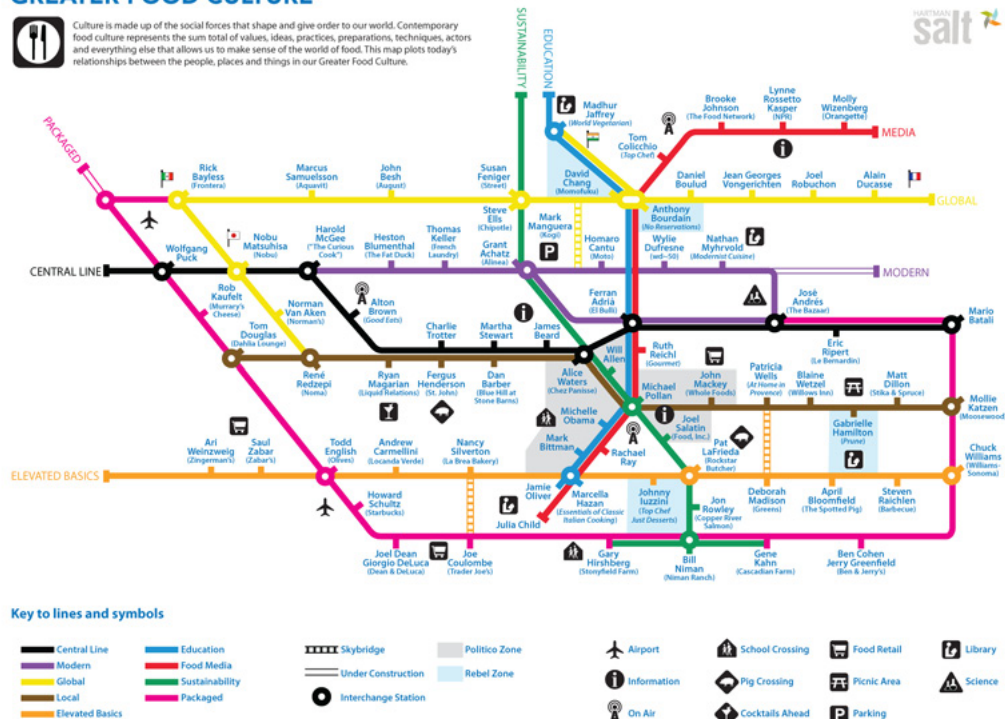 GREATER FOOD CULTURE
Culture is made up of the social forces that shape and give order to our world. Contemporary
food culture represents the sum total of values, ideas, practices, preparations, techniques, actors
and everything else that allows us to make sense of the world of food. This map plots today's
relationships between the people, places and things in our Greater Food Culture.
HARTMAN
salt
SUSTAINABILITY
EDUCATION
PACKAGED
Madhur
Jaffrey
(World Vegetarian)
Tom
Colicchio
(Top Chef)
Brooke
Johnson
(The Food Network)
Lynne
Rossetto
Kasper
(NPR)
Molly
Wizenberg
(Orangette)
MEDIA
Rick
Bayless
(Frontera)
Marcus
Samuelsson
(Aquavit)
John
Besh
(August)
Susan
Feniger
(Street)
David
Chang
(Momofuku)
Daniel
Boulud
Jean Georges
Vongerichten
Joel
Robuchon
Alain
Ducasse
GLOBAL
Steve
Ells
(Chipotle)
Mark
Manguera
(Kogi)
Anthony
Bourdain
(No Reservations)
Wolfgang
Puck
Nobu
Matsuhisa
(Nobu)
Harold
McGee
("The Curious
Cook")
Heston
Blumenthal
(The Fat Duck)
Thomas
Keller
(French
Laundry)
Grant
Achatz
(Alinea)
Homaro
Cantu
(Moto)
Wylie
Dufresne
(wd~50)
Nathan
Myhrvold
(Modernist Cuisine)
CENTRAL LINE
MODERN
Rob
Kaufelt
(Murrary's
Cheese)
Norman
Van Aken
(Norman's)
Alton
Brown
(Good Eats)
Ferran
Adrià
(El Bulli)
José
Andrés
(The Bazaar)
Mario
Batali
Tom
Douglas
(Dahlia Lounge)
Charlie
Trotter
Martha
Stewart
James
Beard
Will
Allen
Ruth
Reichl
(Gourmet)
Eric
Ripert
(Le Bernardin)
René
Redzepi
(Noma)
Ryan
Magarian
(Liquid Relations)
Fergus
Henderson
(St. John)
Dan
Barber
(Blue Hill at
Stone Barns)
Alice
Waters
(Chez Panisse)
Michael
Pollan
John
Mackey
(Whole Foods)
Patricia
Wells
(At Home in
Provence)
Blaine
Wetzel
(Willows Inn)
Matt
Dillon
(Stika & Spruce)
Mollie
Katzen
(Moosewood)
Michelle
Obama
Mark
Bittman
Rachael
Ray
Joel
Salatin
(Food, Inc.)
Pat
LaFrieda
(Rockstar
Butcher)
Gabrielle
Hamilton
(Prune)
Chuck
Williams
(Williams-
Sonoma)
Ari
Weinzweig
(Zingerman's)
Saul
Zabar
(Zabar's)
Todd
English
(Olives)
Andrew
Carmellini
(Locanda Verde)
Nancy
Silverton
(La Brea Bakery)
ELEVATED BASICS
Howard
Schultz
(Starbucks)
Jamie
Oliver
Julia Child
Marcella
Hazan
(Essentials of Classic
Italian Cooking)
Johnny
Iuzzini
(Top Chef
Just Desserts)
Jon
Rowley
(Copper River
Salmon)
Deborah
Madison
(Greens)
April
Bloomfield
(The Spotted Pig)
Steven
Raichlen
(Barbecue)
Joel Dean
Giorgio DeLuca
(Dean & DeLuca)
Joe
Coulombe
(Trader Joe's)
Gary
Hirshberg
(Stonyfield Farm)
Bill
Niman
(Niman Ranch)
Gene
Kahn
(Cascadian Farm)
Ben Cohen
Jerry Greenfield
(Ben & Jerry's)
Key to lines and symbols
Central Line
Modern
Global
Local
Elevated Basics
Education
Food Media
Sustainability
Packaged
Skybridge
Under Construction
Interchange Station
Politico Zone
Rebel Zone
Airport
Information
On Air
School Crossing
Pig Crossing
Cocktails Ahead
Food Retail
Picnic Area
P Parking
Library
Science